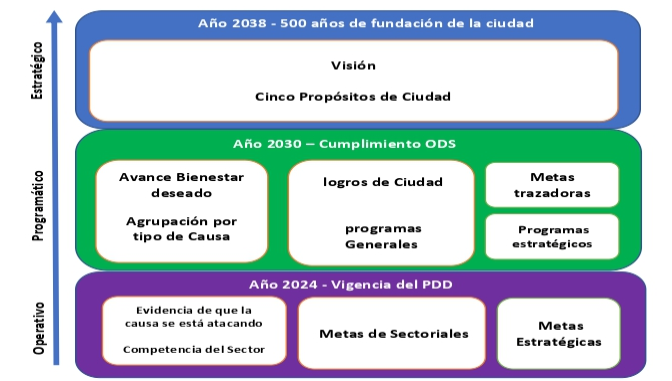 Estratégico
Año 2038 - 500 años de fundación de la ciudad
Visión
Cinco Propósitos de Ciudad
Programático
Año 2030 – Cumplimiento ODS
Avance Bienestar
deseado
Agrupación por
tipo de Causa
logros de Ciudad
programas
Generales
Metas
trazadoras
Programas
estratégicos
Operativo
Año 2024 - Vigencia del PDD
Evidencia de que la
causa se está atacando
Competencia del Sector
Metas de Sectoriales
Metas
Estratégicas